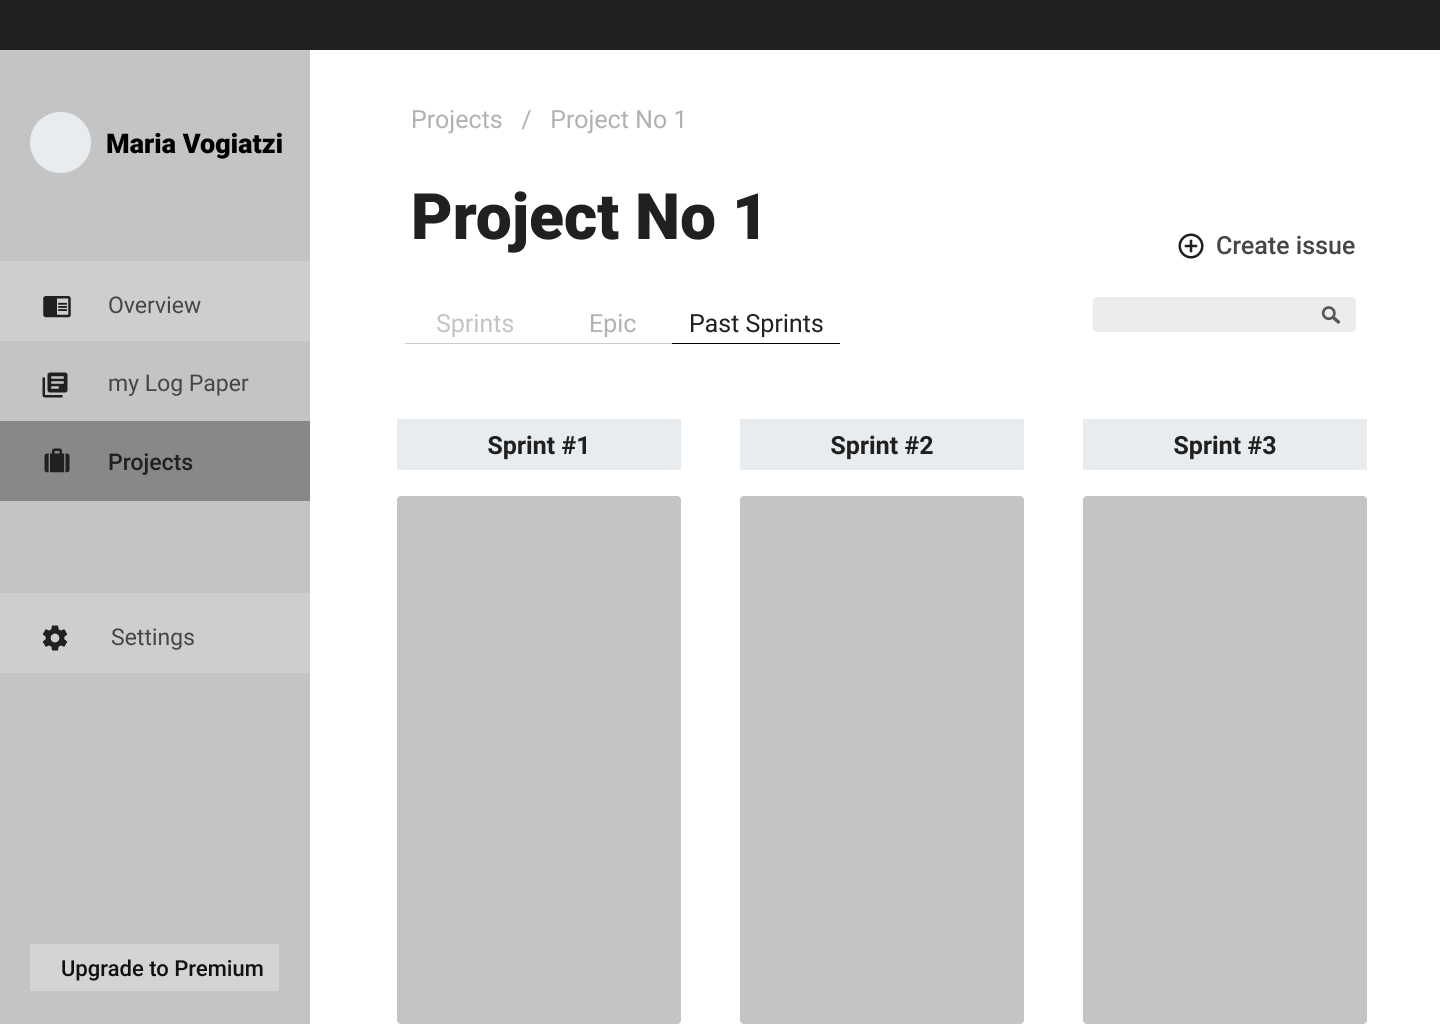 Maria Vogiatzi
Overview
my Log Paper
Projects
Settings
Upgrade to Premium
Projects / Project No 1
Project No 1
Create issue
Sprints Epic Past Sprints
Sprint #1 Sprint #2 Sprint #3